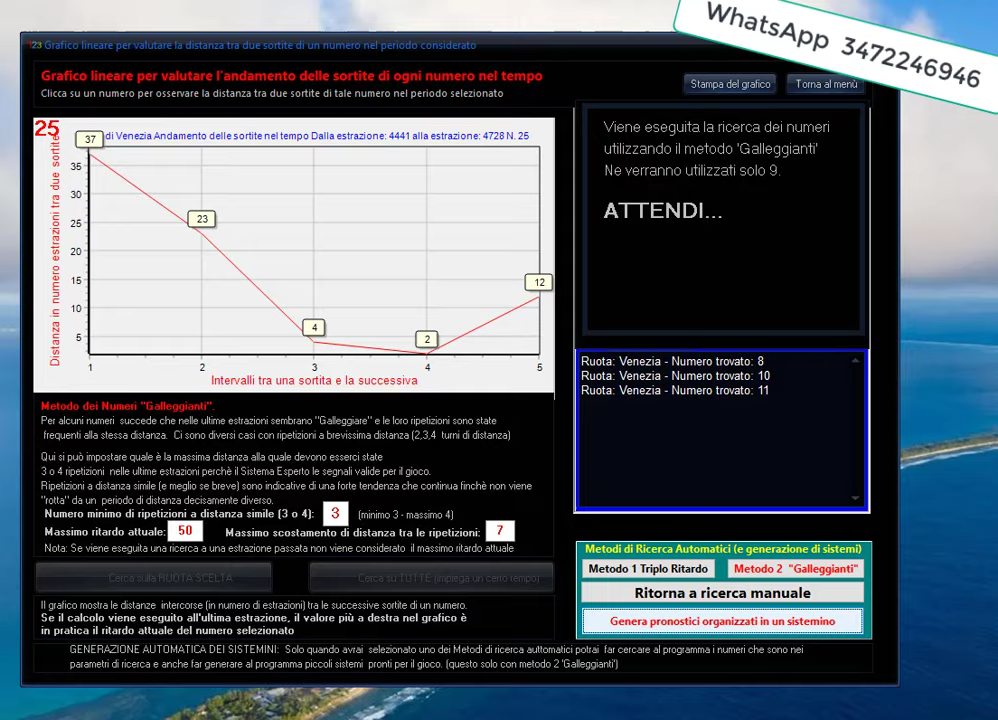 WhatsApp 3472246946
123 Grafico lineare per valutare la distanza tra due sortite di un numero nel periodo considerato
Grafico lineare per valutare l'andamento delle sortite di ogni numero nel tempo
Clicca su un numero per osservare la distanza tra due sortite di tale numero nel periodo selezionato
Stampa del grafico
Torna al menù
25
di Venezia Andamento delle sortite nel tempo Dalla estrazione: 4441 alla estrazione: 4728 N. 25
Distanza in numero estrazioni tra due sortite
35
30
25
20
15
10
5
37
23
4
2
12
1 2 3 4 5
Intervalli tra una sortita e la successiva
Viene eseguita la ricerca dei numeri
utilizzando il metodo 'Galleggianti'
Ne verranno utilizzati solo 9.
ATTENDI...
Ruota: Venezia - Numero trovato: 8
Ruota: Venezia - Numero trovato: 10
Ruota: Venezia - Numero trovato: 11
Metodo dei Numeri "Galleggianti".
Per alcuni numeri succede che nelle ultime estrazioni sembrano "Galleggiare" e le loro ripetizioni sono state
frequenti alla stessa distanza. Ci sono diversi casi con ripetizioni a brevissima distanza (2,3,4 turni di distanza)
Qui si può impostare quale è la massima distanza alla quale devono esserci state
3 o 4 ripetizioni nelle ultime estrazioni perchè il Sistema Esperto le segnali valide per il gioco.
Ripetizioni a distanza simile (e meglio se breve) sono indicative di una forte tendenza che continua finchè non viene
"rotta" da un periodo di distanza decisamente diverso.
Numero minimo di ripetizioni a distanza simile (3 o 4): 3 (minimo 3 - massimo 4)
Massimo ritardo attuale: 50 Massimo scostamento di distanza tra le ripetizioni: 7
Nota: Se viene eseguita una ricerca a una estrazione passata non viene considerato il massimo ritardo attuale
Cerca sulla RUOTA SCELTA
Cerca su TUTTE (impiega un certo tempo)
Il grafico mostra le distanze intercorse (in numero di estrazioni) tra le successive sortite di un numero.
Se il calcolo viene eseguito all'ultima estrazione, il valore più a destra nel grafico è
in pratica il ritardo attuale del numero selezionato
Metodi di Ricerca Automatici (e generazione di sistemi)
Metodo 1 Triplo Ritardo
Metodo 2 "Galleggianti"
Ritorna a ricerca manuale
Genera pronostici organizzati in un sistemino
GENERAZIONE AUTOMATICA DEI SISTEMINI: Solo quando avrai selezionato uno dei Metodi di ricerca auttomatici potrai far cercare al programma i numeri che sono nei
parametri di ricerca e anche far generare al programma piccoli sistemi pronti per il gioco. (questo solo con metodo 2 'Galleggianti')